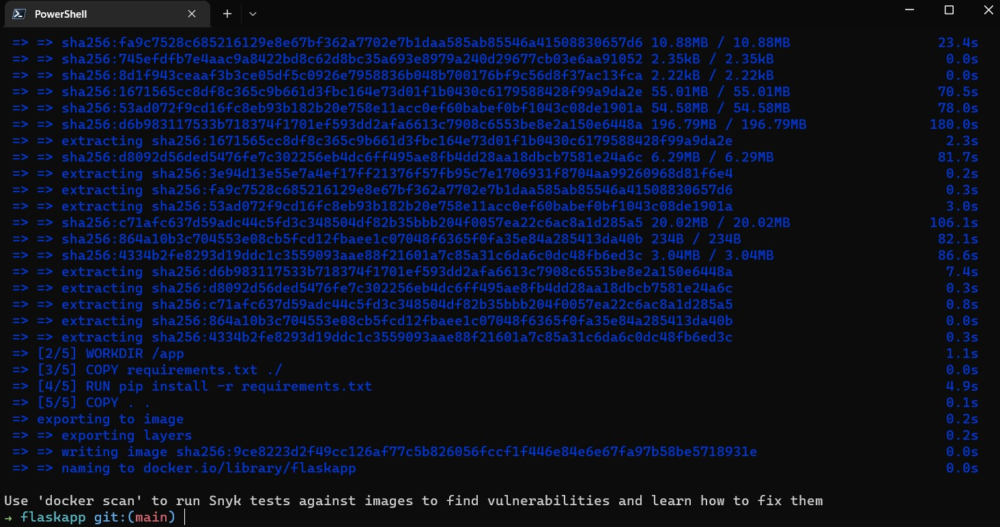 PowerShell
=> => sha256:fa9c7528c685216129e8e67bf362a7702e7b1daa585ab85546a41508830657d6 10.88MB / 10.88MB 23.4s
=> => sha256:745efdfb7e4aac9a8422bd8c62d8bc35a693e8979a240d29677cb03e6aa91052 2.35kB / 2.35kB 0.0s
=> => sha256:8d1f943ceaaf3b3ce05df5c0926e7958836b048b700176bf9c56d8f37ac13fca 2.22kB / 2.22kB 0.0s
=> => sha256:1671565cc8df8c365c9b661d3fbc164e73d01f1b0430c6179588428f99a9da2e 55.01MB / 55.01MB 70.5s
=> => sha256:53ad072f9cd16fc8eb93b182b20e758e11acc0ef60babef0bf1043c08de1901a 54.58MB / 54.58MB 78.0s
=> => sha256:d6b983117533b718374f1701ef593dd2afa6613c7908c6553be8e2a150e6448a 196.79MB / 196.79MB 180.0s
=> => extracting sha256:1671565cc8df8c365c9b661d3fbc164e73d01f1b0430c6179588428f99a9da2e 2.3s
=> => sha256:d8092d56ded5476fe7c302256eb4dc6ff495ae8fb4dd28aa18dbcb7581e24a6c 6.29MB / 6.29MB 81.7s
=> => extracting sha256:3e94d13e55e7a4ef17ff21376f57fb95c7e1706931f8704aa99260968d81f6e4 0.2s
=> => extracting sha256:fa9c7528c685216129e8e67bf362a7702e7b1daa585ab85546a41508830657d6 0.3s
=> => extracting sha256:53ad072f9cd16fc8eb93b182b20e758e11acc0ef60babef0bf1043c08de1901a 3.0s
=> => sha256:c71afc637d59adc44c5fd3c348504df82b35bbb204f0057ea22c6ac8a1d285a5 20.02MB / 20.02MB 106.1s
=> => sha256:864a10b3c704553e08cb5fcd12fbaee1c07048f6365f0fa35e84a285413da40b 234B / 234B 82.1s
=> => sha256:4334b2fe8293d19ddc1c3559093aae88f21601a7c85a31c6da6c0dc48fb6ed3c 3.04MB / 3.04MB 86.6s
=> => extracting sha256:d6b983117533b718374f1701ef593dd2afa6613c7908c6553be8e2a150e6448a 7.4s
=> => extracting sha256:d8092d56ded5476fe7c302256eb4dc6ff495ae8fb4dd28aa18dbcb7581e24a6c 0.3s
=> => extracting sha256:c71afc637d59adc44c5fd3c348504df82b35bbb204f0057ea22c6ac8a1d285a5 0.8s
=> => extracting sha256:864a10b3c704553e08cb5fcd12fbaee1c07048f6365f0fa35e84a285413da40b 0.0s
=> => extracting sha256:4334b2fe8293d19ddc1c3559093aae88f21601a7c85a31c6da6c0dc48fb6ed3c 0.3s
=> [2/5] WORKDIR /app 1.1s
=> [3/5] COPY requirements.txt ./ 0.0s
=> [4/5] RUN pip install -r requirements.txt 4.9s
=> [5/5] COPY . . 0.1s
=> exporting to image 0.2s
=> => exporting layers 0.2s
=> => writing image sha256:9ce8223d2f49cc126af77c5b826056fccf1f446e84e6e67fa97b58be5718931e 0.0s
=> => naming to docker.io/library/flaskapp 0.0s
Use 'docker scan' to run Snyk tests against images to find vulnerabilities and learn how to fix them
→ flaskapp git:(main)